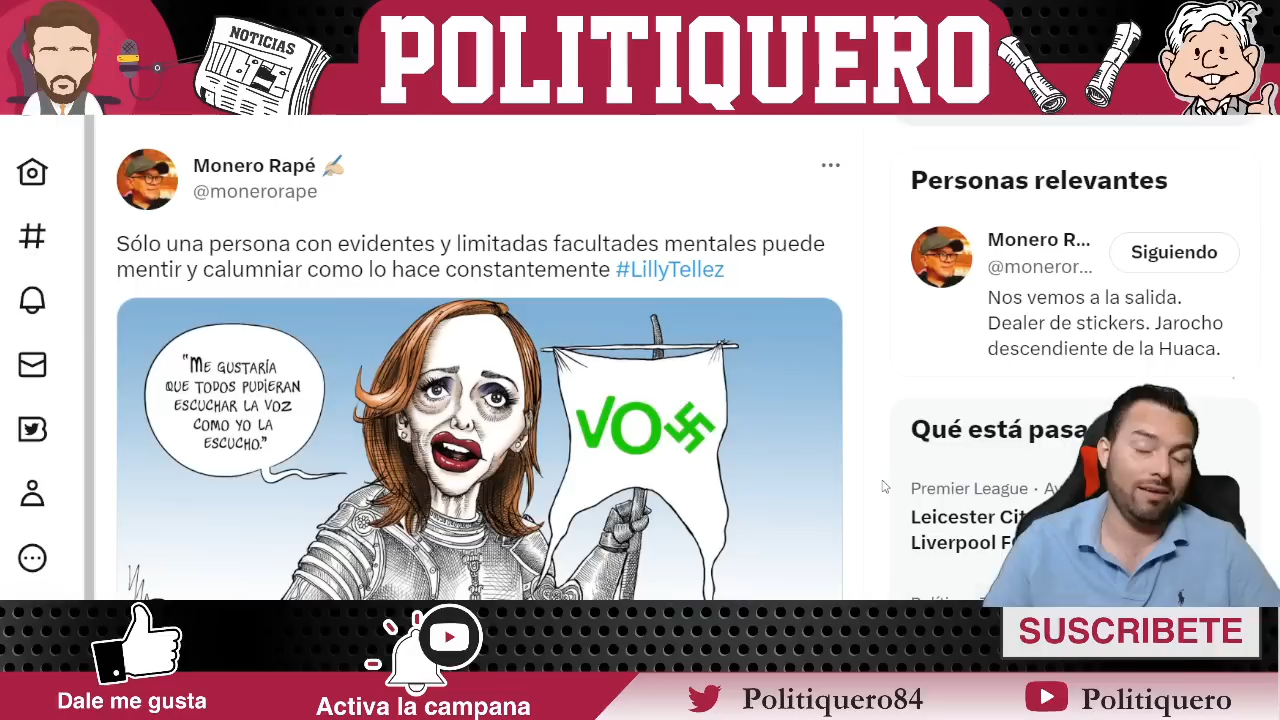 NOTICIAS
POLITIQUERO
Monero Rapé
@monerorape
Sólo una persona con evidentes y limitadas facultades mentales puede
mentir y calumniar como lo hace constantemente #LillyTellez
"ME GUSTARÍA
QUE TODOS PUDIERAN
ESCUCHAR LA VOZ
COMO YO LA
ESCUCHO."
VO
Personas relevantes
Monero R...
@moneror...
Siguiendo
Nos vemos a la salida.
Dealer de stickers. Jarocho
descendiente de la Huaca.
Qué está pasa
Premier League · Ay
Leicester Cit
Liverpool F
SUSCRIBETE
Dale me gusta
Activa la campana
Politiquero84
Politiquero